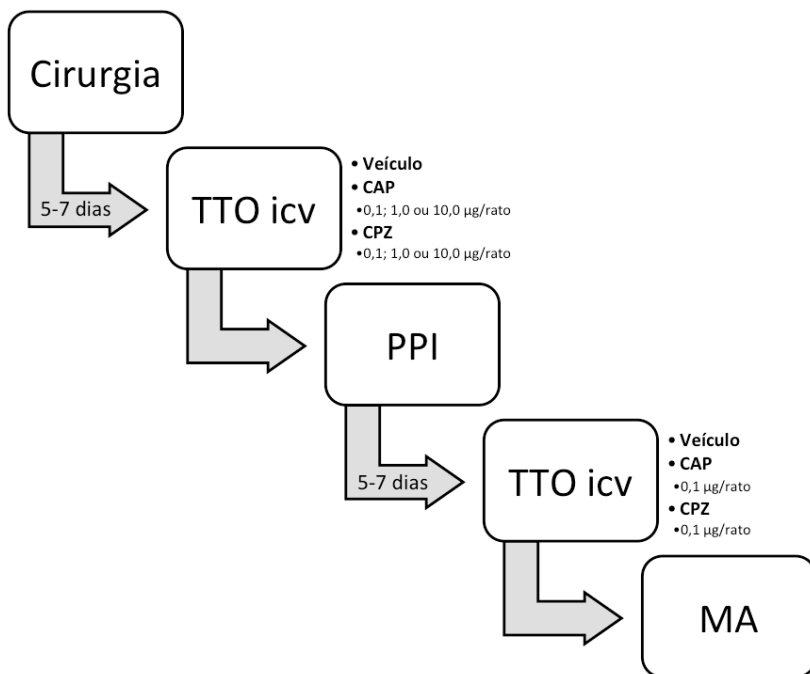 Cirurgia
5-7 dias
TTO icv
• Veículo
• CAP
•0,1; 1,0 ou 10,0 µg/rato
• CPZ
•0,1; 1,0 ou 10,0 µg/rato
PPI
5-7 dias
TTO icv
• Veículo
• CAP
•0,1 µg/rato
• CPZ
•0,1 µg/rato
MA